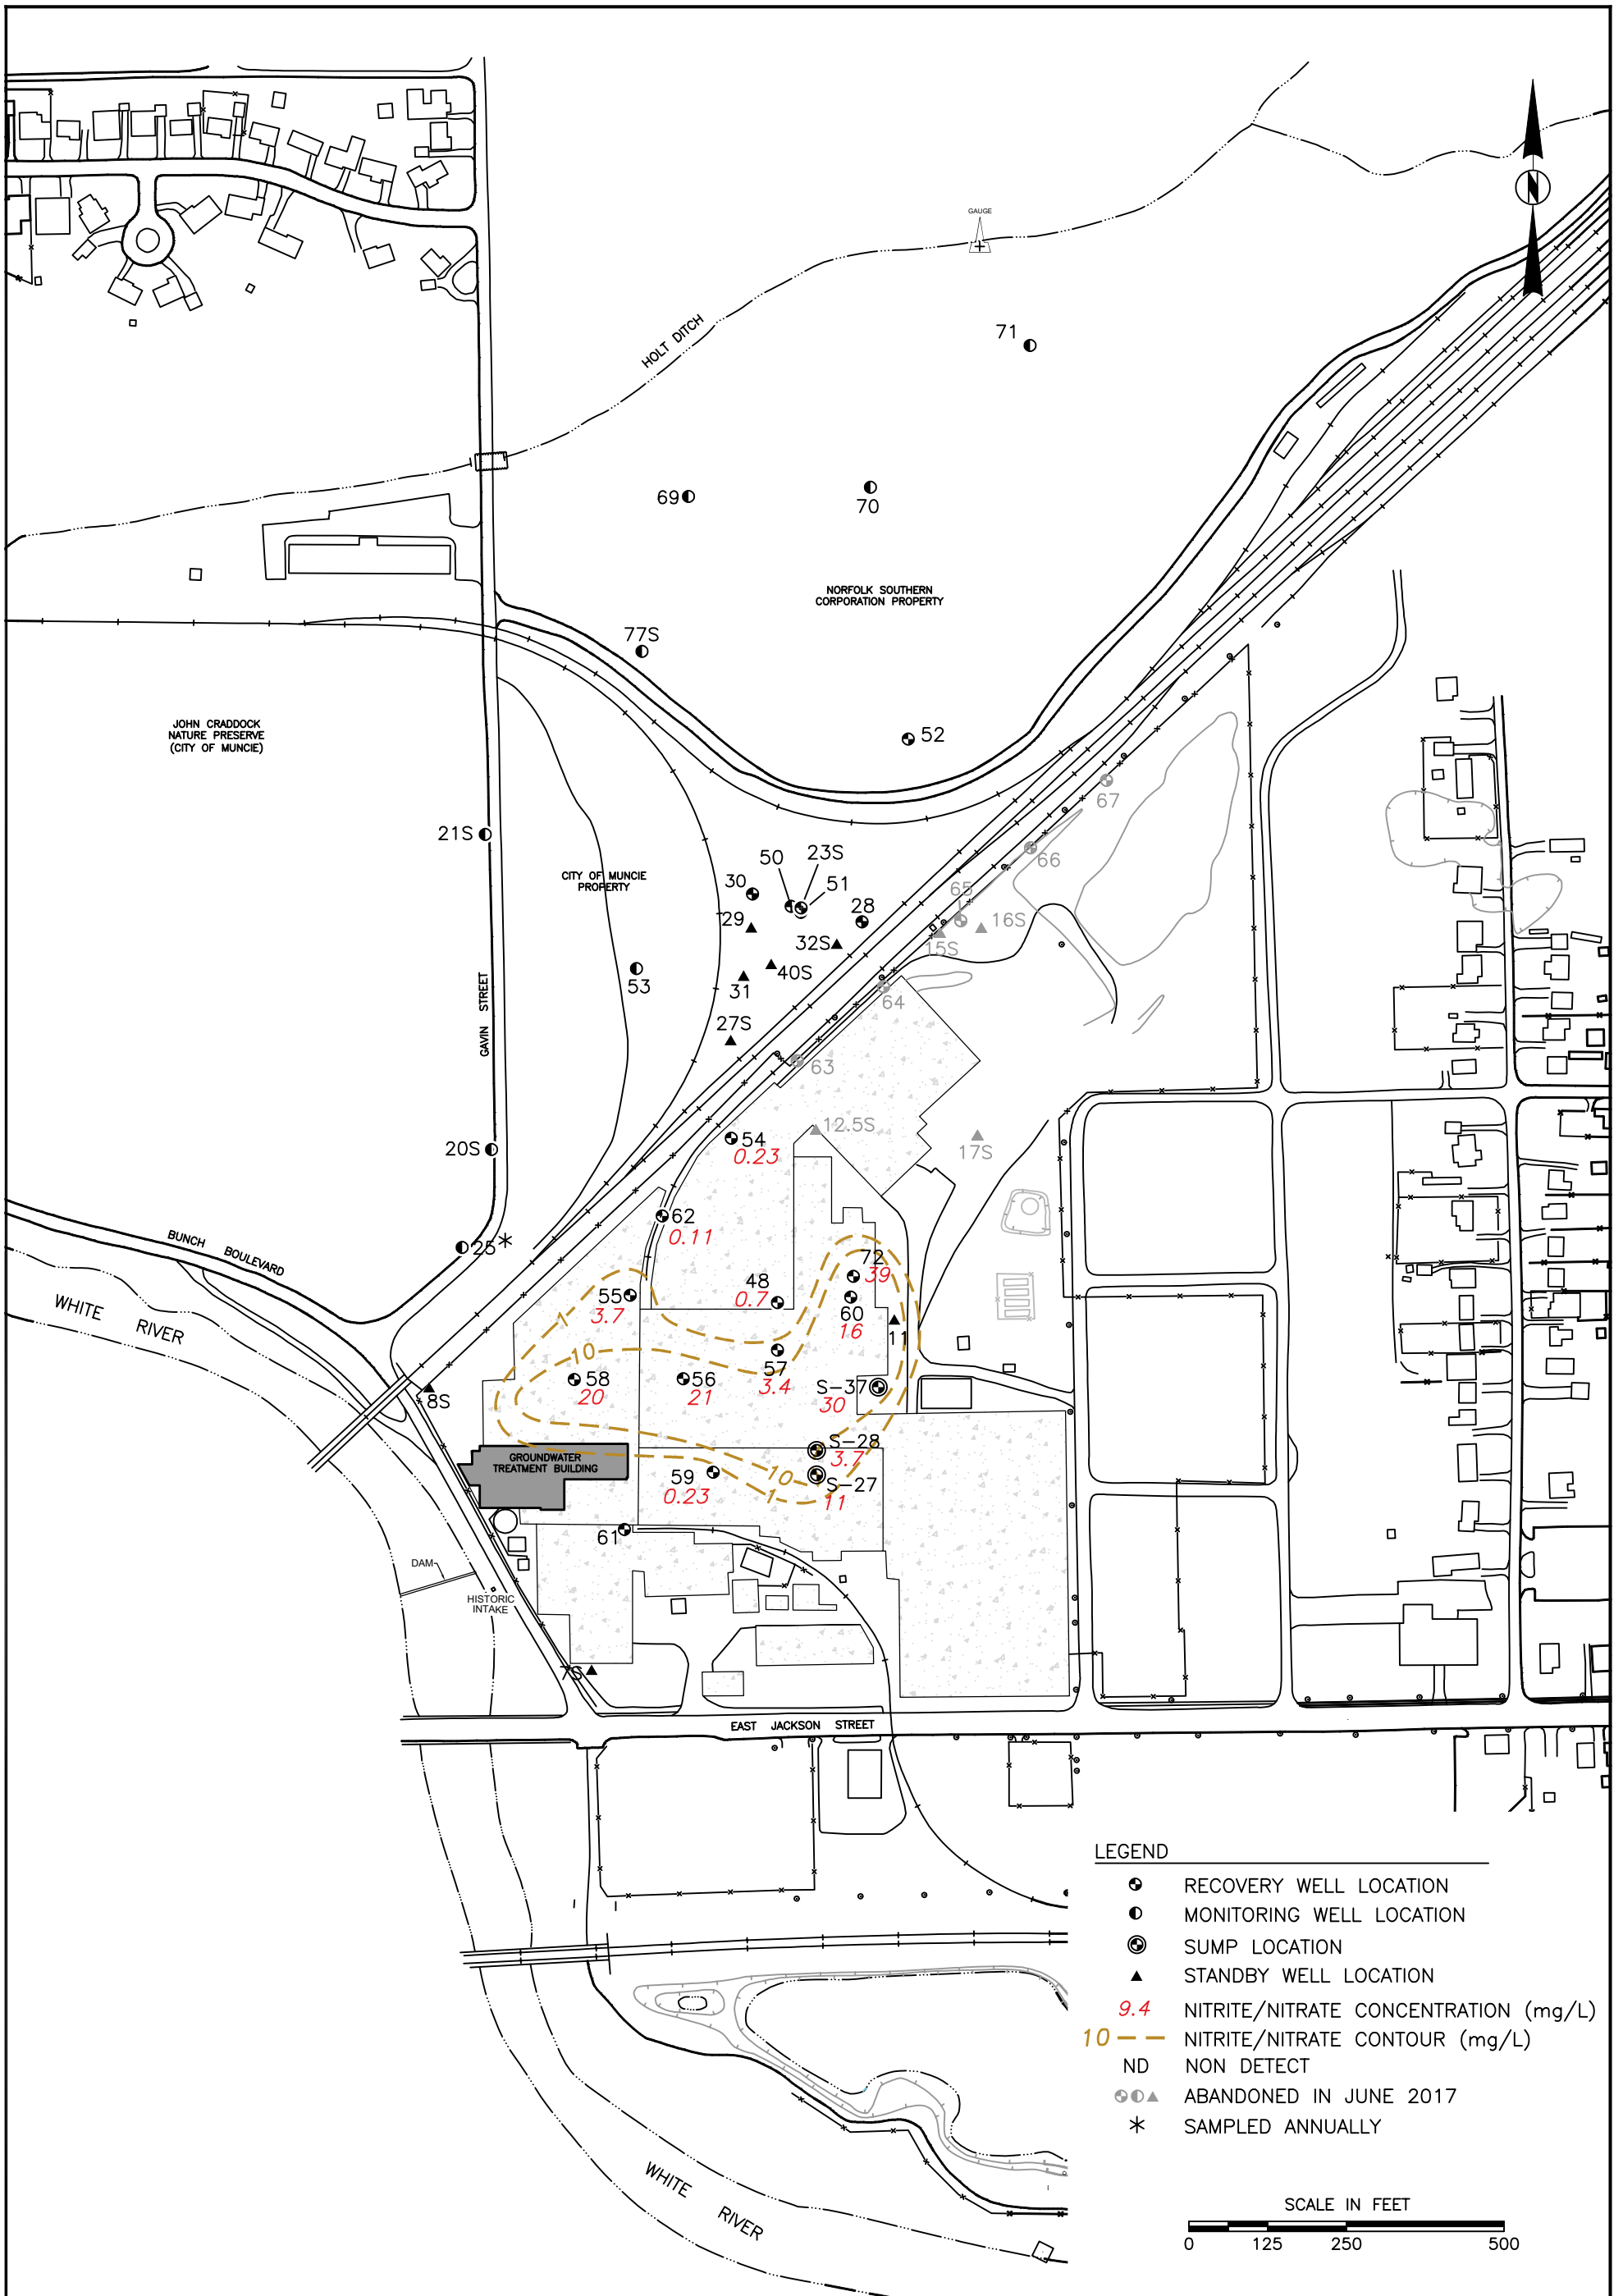 GAUGE
N
HOLT DITCH
71
69
70
NORFOLK SOUTHERN
CORPORATION PROPERTY
77S
JOHN CRADDOCK
NATURE PRESERVE
(CITY OF MUNCIE)
52
67
21S
66
50
23S
51
CITY OF MUNCIE
PROPERTY
30
65
29
28
16S
32S
15S
40S
53
31
64
GAVIN STREET
27S
63
12.5S
54
0.23
17S
20S
62
0.11
BUNCH BOULEVARD
25*
72
39
48
0.7
55
3.7
60
16
WHITE RIVER
1
11
10
57
3.4
58
20
56
21
S-37
30
8S
S-28
3.7
GROUNDWATER
TREATMENT BUILDING
59
0.23
10
S-27
11
1
61
DAM
HISTORIC
INTAKE
7S
EAST JACKSON STREET
LEGEND
RECOVERY WELL LOCATION
MONITORING WELL LOCATION
SUMP LOCATION
STANDBY WELL LOCATION
9.4 NITRITE/NITRATE CONCENTRATION (mg/L)
10 NITRITE/NITRATE CONTOUR (mg/L)
ND NON DETECT
ABANDONED IN JUNE 2017
* SAMPLED ANNUALLY
WHITE RIVER
SCALE IN FEET
0 125 250 500